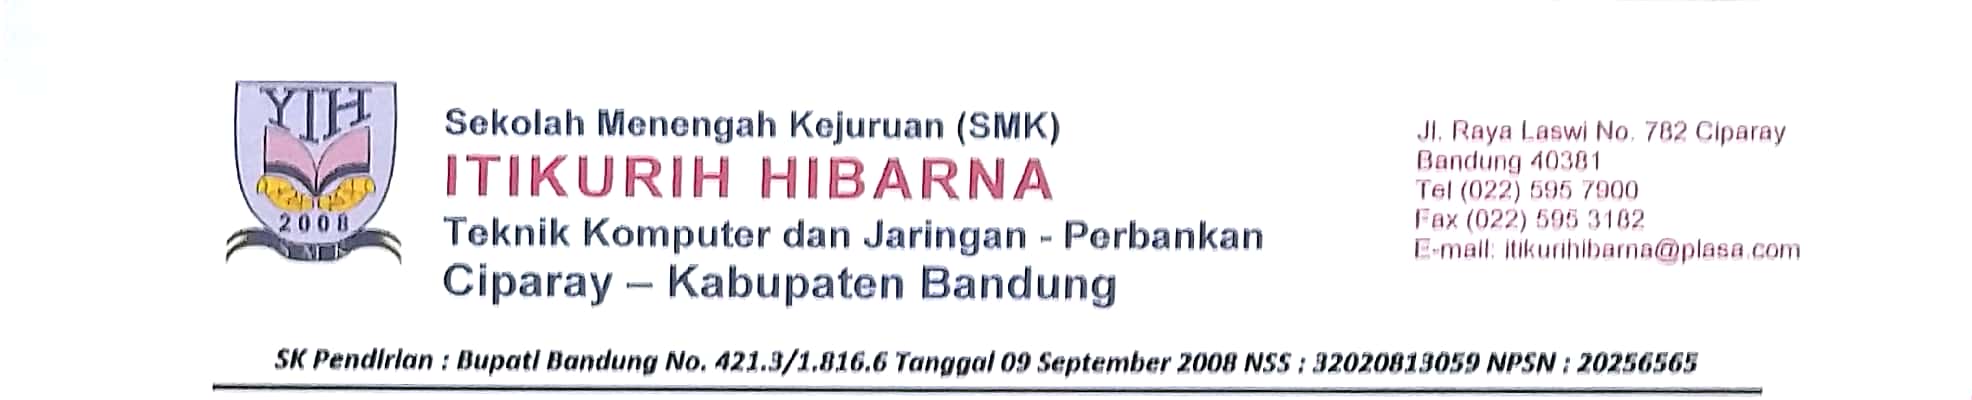 YIH
2008
Sekolah Menengah Kejuruan (SMK)
ITIKURIH HIBARNA
Teknik Komputer dan Jaringan - Perbankan
Ciparay – Kabupaten Bandung
Jl. Raya Laswi No. 782 Ciparay
Bandung 40381
Tel (022) 595 7900
Fax (022) 595 3182
E-mail: itikurihibarna@plasa.com
SK Pendirian : Bupati Bandung No. 421.3/1.816.6 Tanggal 09 September 2008 NSS : 32020813059 NPSN : 20256565